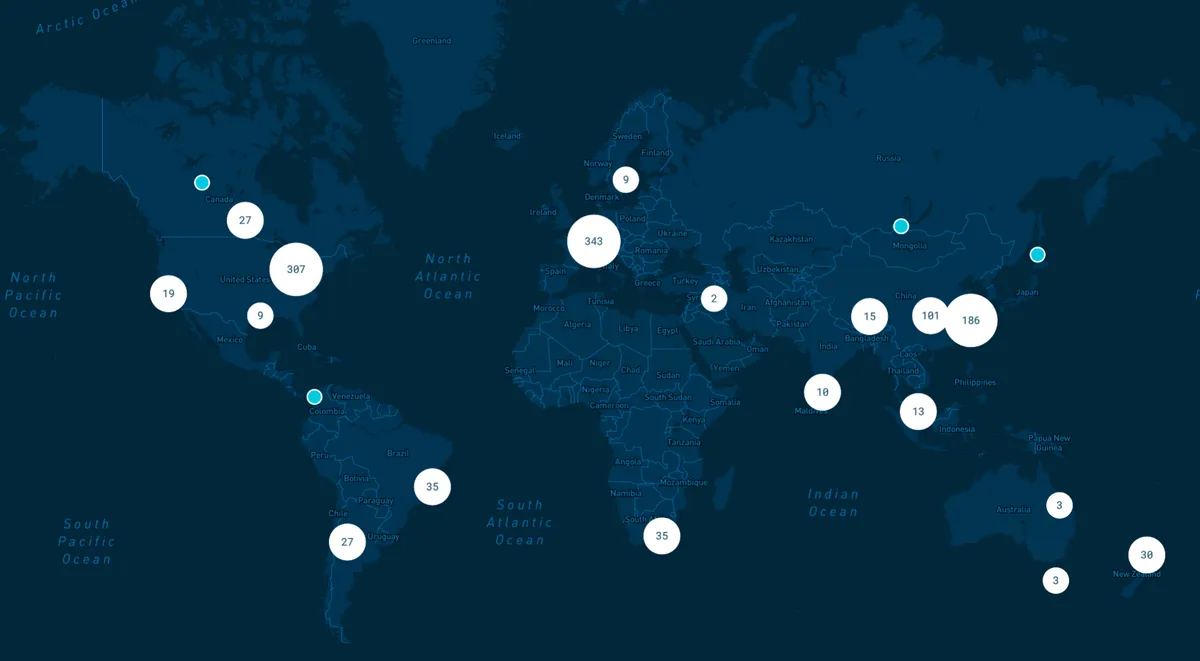 Arctic Ocean
Greenland
Iceland
Sweden
Finland
Norway
Russia
9
Denmark
Canada
27
Ireland
Poland
343
Ukraine
Romania
Kazakhstan
Mongolia
307
United States
North
Pacific
Ocean
19
9
Mexico
Cuba
North
Atlantic
Ocean
Spain
Greece
Turkey
Uzbekistan
2
Iran
Afghanistan
Pakistan
China
Japan
15
101
186
Morocco
Tunisia
Algeria
Libya
Egypt
Saudi Arabia
Oman
India
Bangladesh
Laos
Thailand
Philippines
Senegal
Mali
Niger
Chad
Sudan
Yemen
Nigeria
South Sudan
Somalia
Cameroon
Kenya
Tanzania
10
13
Indonesia
Papua New
Guinea
Venezuela
Colombia
Peru
Brazil
Bolivia
Paraguay
Chile
Uruguay
35
27
South
Pacific
Ocean
South
Atlantic
Ocean
Angola
Namibia
Mozambique
35
Indian
Ocean
Australia
3
3
30
New Zealand